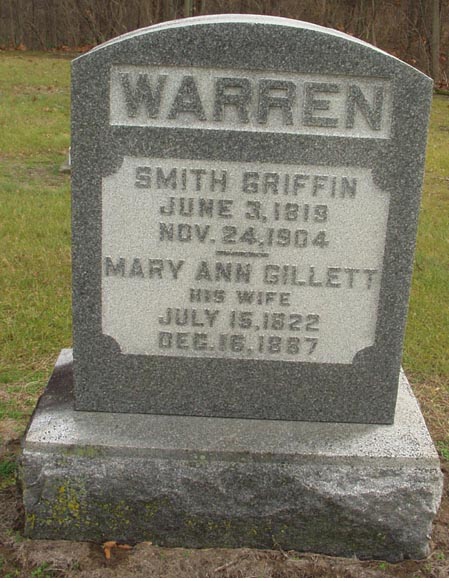 WARREN
SMITH GRIFFIN
JUNE 3, 1819
NOV. 24, 1904
MARY ANN GILLETT
HIS WIFE
JULY 15, 1822
DEC. 16, 1887